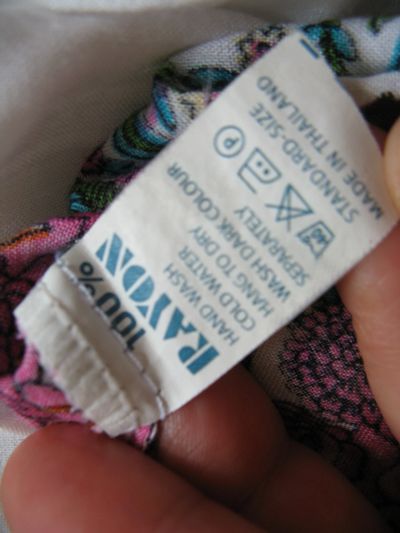 100%
RAYON
HAND WASH
COLD WATER
HANG TO DRY
WASH DARK COLOUR
SEPARATELY
P
STANDARD-SIZE
MADE IN THAILAND